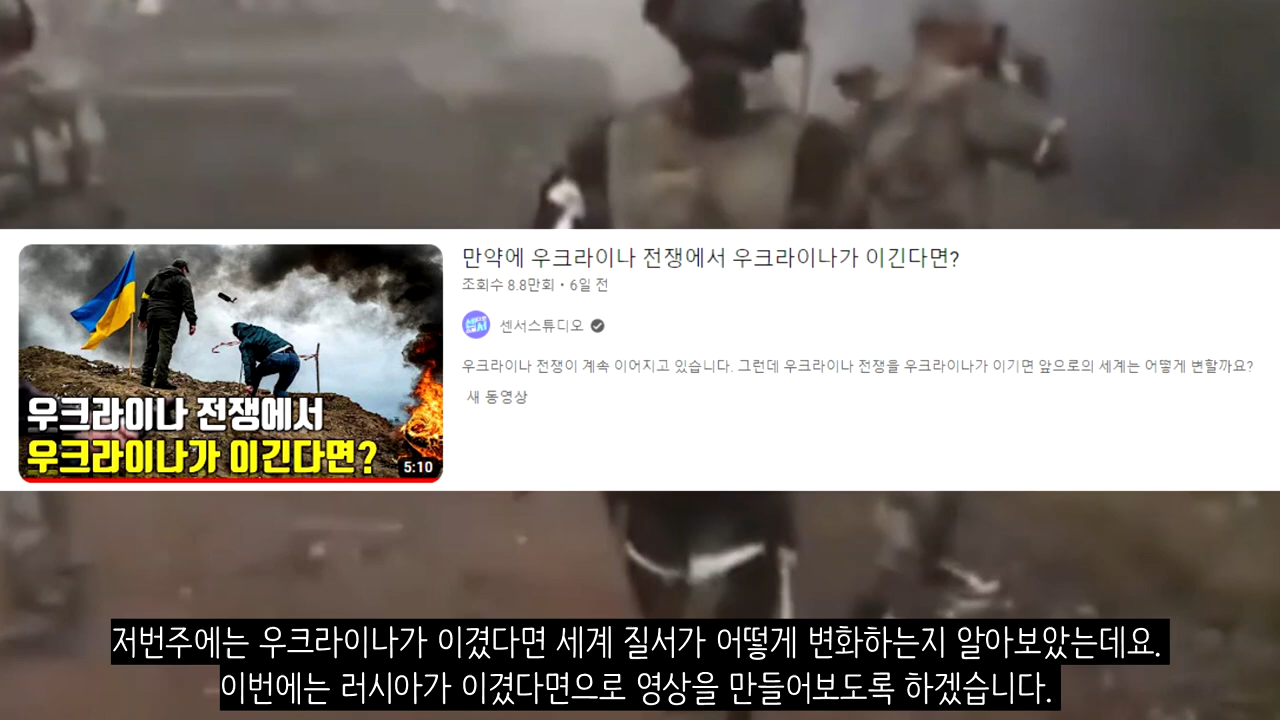 만약에 우크라이나 전쟁에서 우크라이나가 이긴다면?
조회수 8.8만회 • 6일 전
센서스튜디오
우크라이나 전쟁이 계속 이어지고 있습니다. 그런데 우크라이나 전쟁을 우크라이나가 이기면 앞으로의 세계는 어떻게 변할까요?
새 동영상
우크라이나 전쟁에서
우크라이나가 이긴다면?
5:10
저번주에는 우크라이나가 이겼다면 세계 질서가 어떻게 변화하는지 알아보았는데요.
이번에는 러시아가 이겼다면으로 영상을 만들어보도록 하겠습니다.